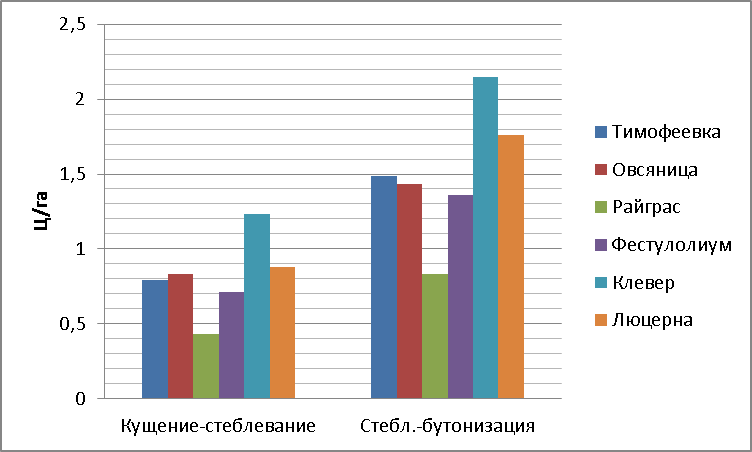 2,5
2
1,5
1
0,5
0
Ц/га
Кущение-стеблевание
Стебл.-бутонизация
Тимофеевка
Овсяница
Райграс
Фестулолиум
Клевер
Люцерна